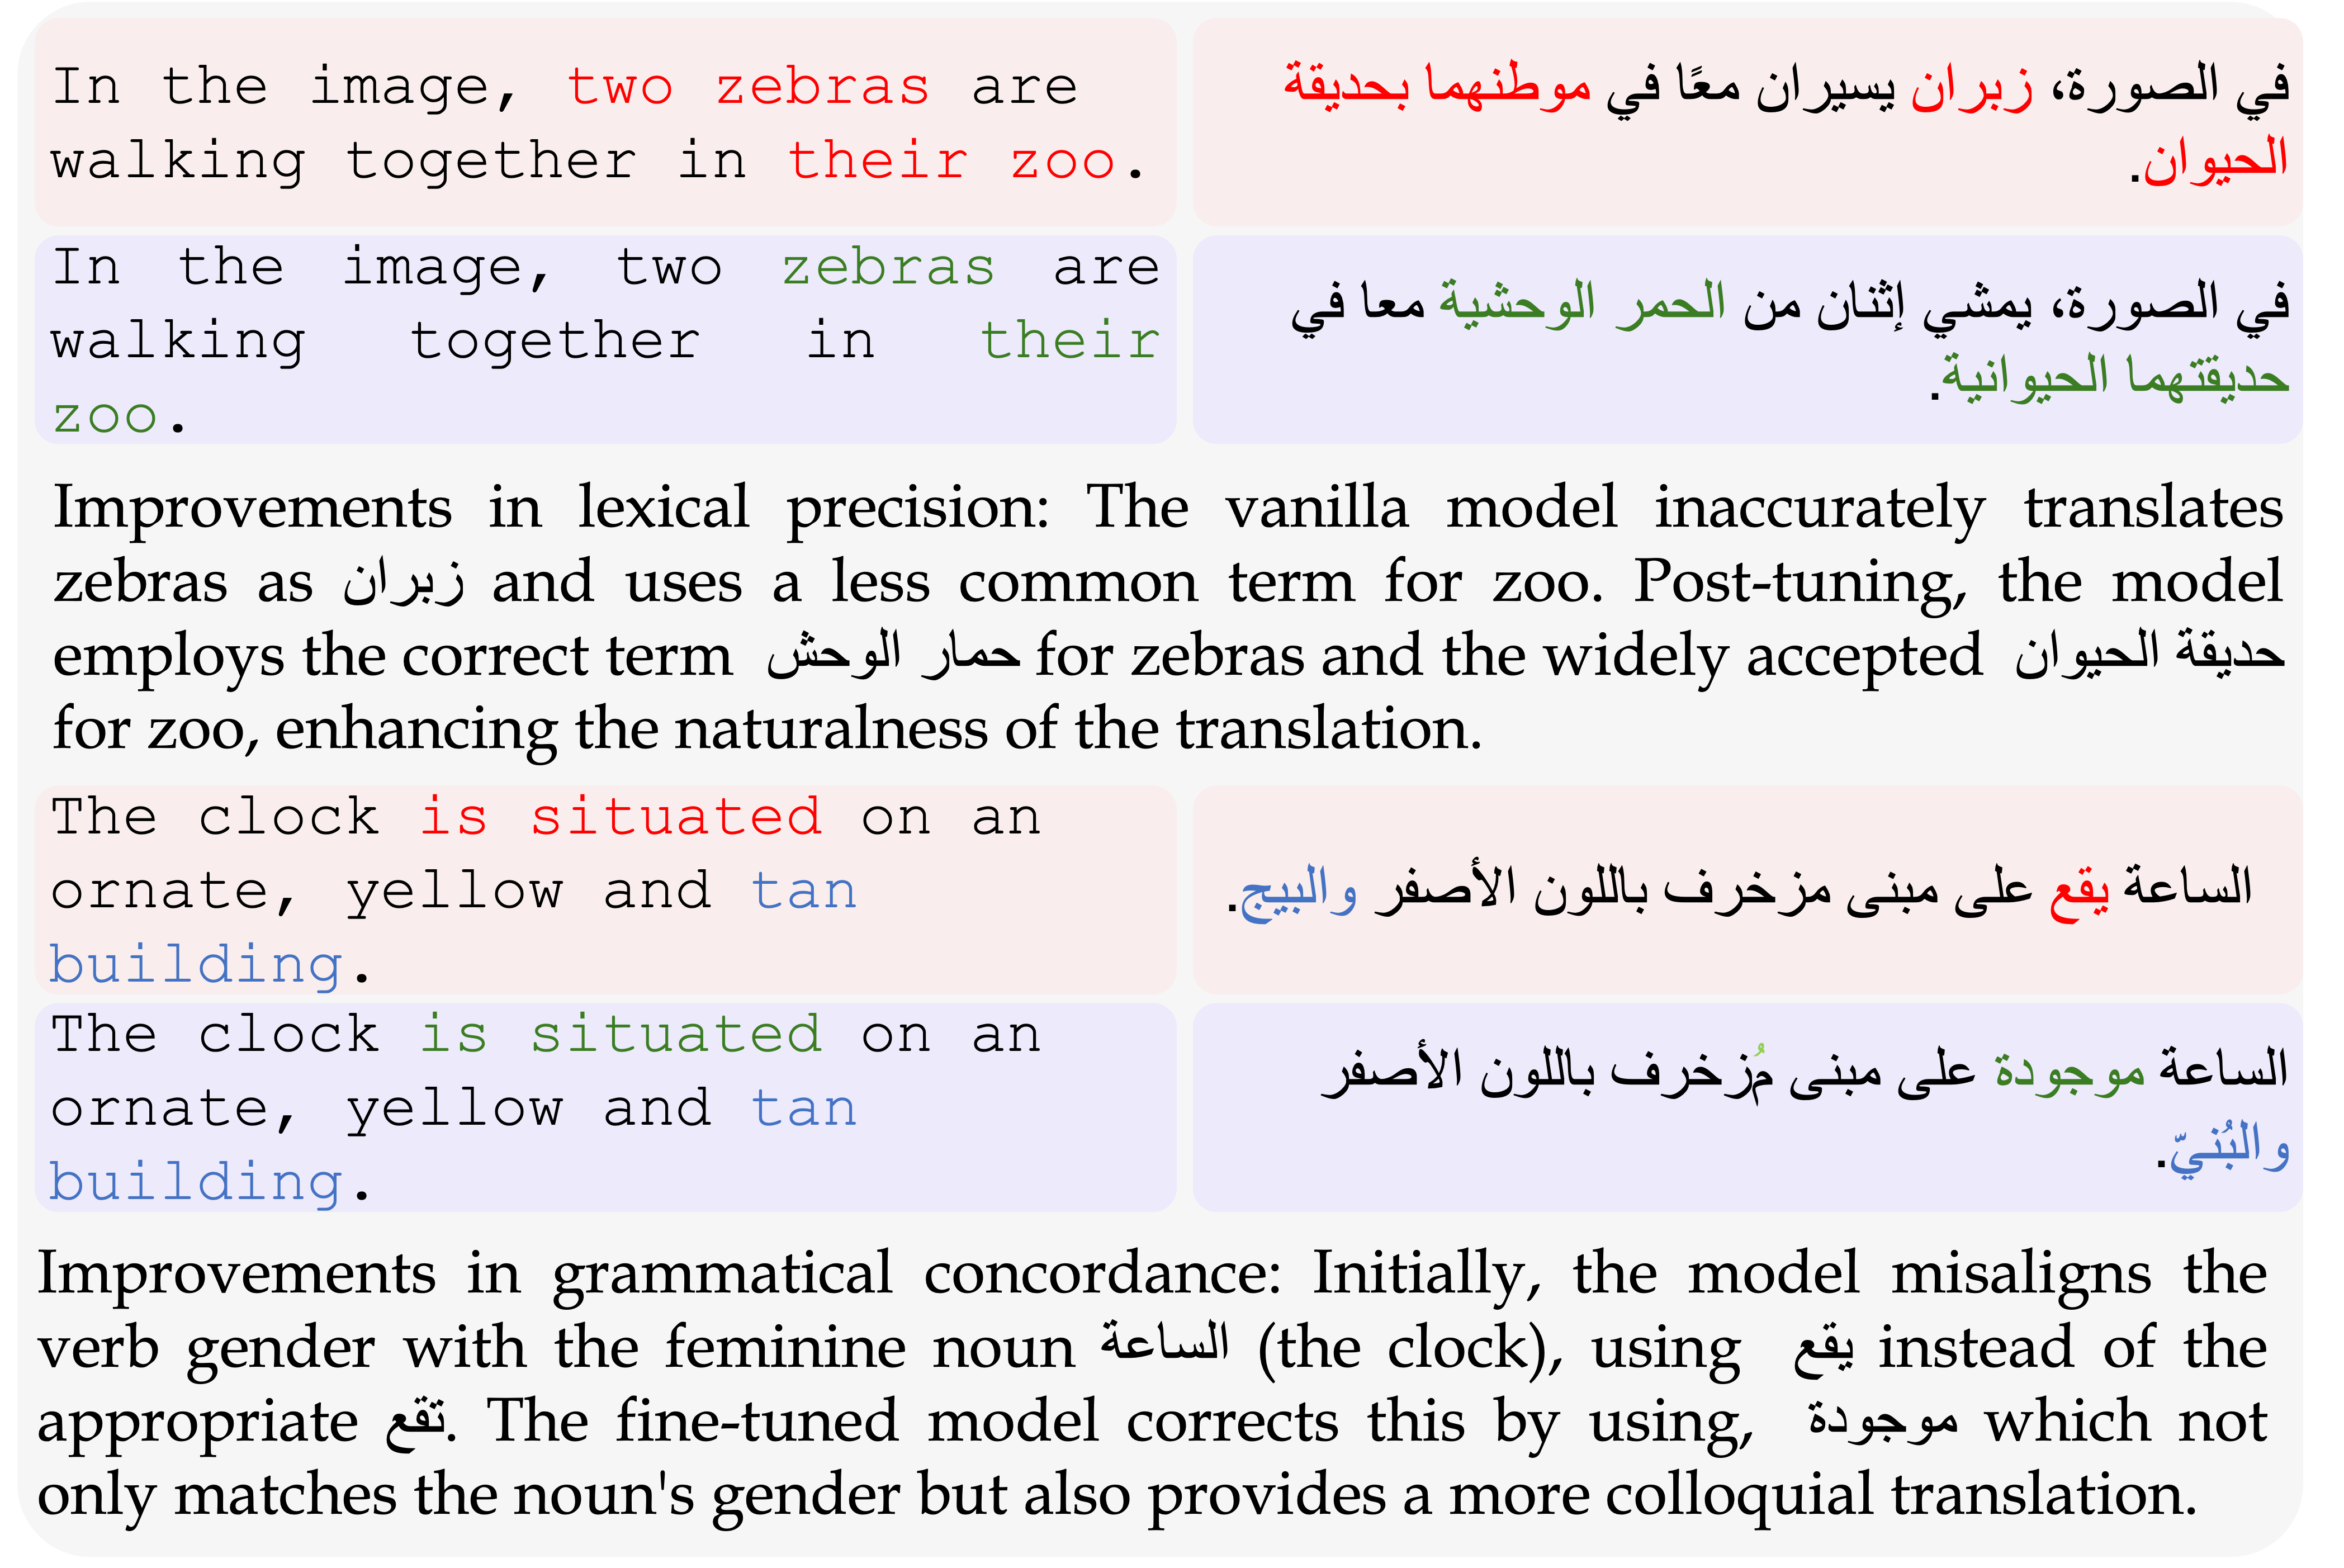 In the image, two zebras are
walking together in their zoo.
في الصورة، زبران يسيران معًا في موطنهما بحديقة
الحيوان.
In the image, two zebras are
walking together in their
zoo.
في الصورة، يمشي إثنان من الحمر الوحشية معا في
حديقتهما الحيوانية.
Improvements in lexical precision: The vanilla model inaccurately translates
zebras as زبران and uses a less common term for zoo. Post-tuning, the model
employs the correct term حمار الوحش for zebras and the widely accepted حديقة الحيوان
for zoo, enhancing the naturalness of the translation.
The clock is situated on an
ornate, yellow and tan
building.
الساعة يقع على مبنى مزخرف باللون الأصفر والبيج.
The clock is situated on an
ornate, yellow and tan
building.
الساعة موجودة على مبنى مُزخرف باللون الأصفر
والبُنيّ.
Improvements in grammatical concordance: Initially, the model misaligns the
verb gender with the feminine noun الساعة (the clock), using يقع instead of the
appropriate تقع. The fine-tuned model corrects this by using, موجودة which not
only matches the noun's gender but also provides a more colloquial translation.